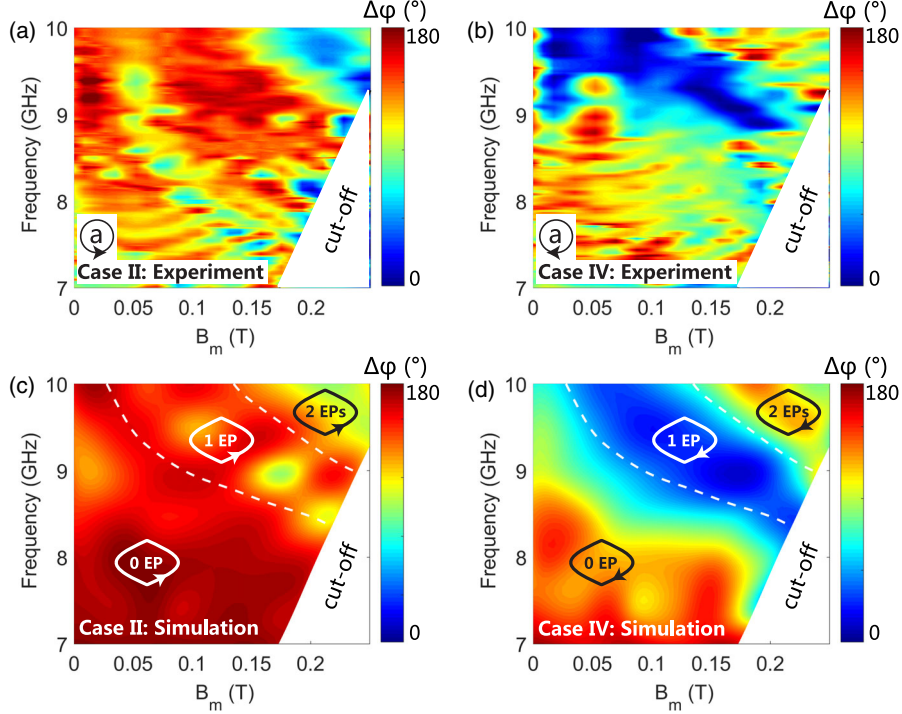 (a)
Δφ (°)
10
180
9
8
7
Frequency (GHz)
a
Case II: Experiment
cut-off
0
0 0.05 0.1 0.15 0.2
B_m (T)
(b)
Δφ (°)
10
180
9
8
7
Frequency (GHz)
a
Case IV: Experiment
cut-off
0
0 0.05 0.1 0.15 0.2
B_m (T)
(c)
Δφ (°)
10
180
9
8
7
Frequency (GHz)
2 EPs
1 EP
0 EP
Case II: Simulation
cut-off
0
0 0.05 0.1 0.15 0.2
B_m (T)
(d)
Δφ (°)
10
180
9
8
7
Frequency (GHz)
2 EPs
1 EP
0 EP
Case IV: Simulation
cut-off
0
0 0.05 0.1 0.15 0.2
B_m (T)